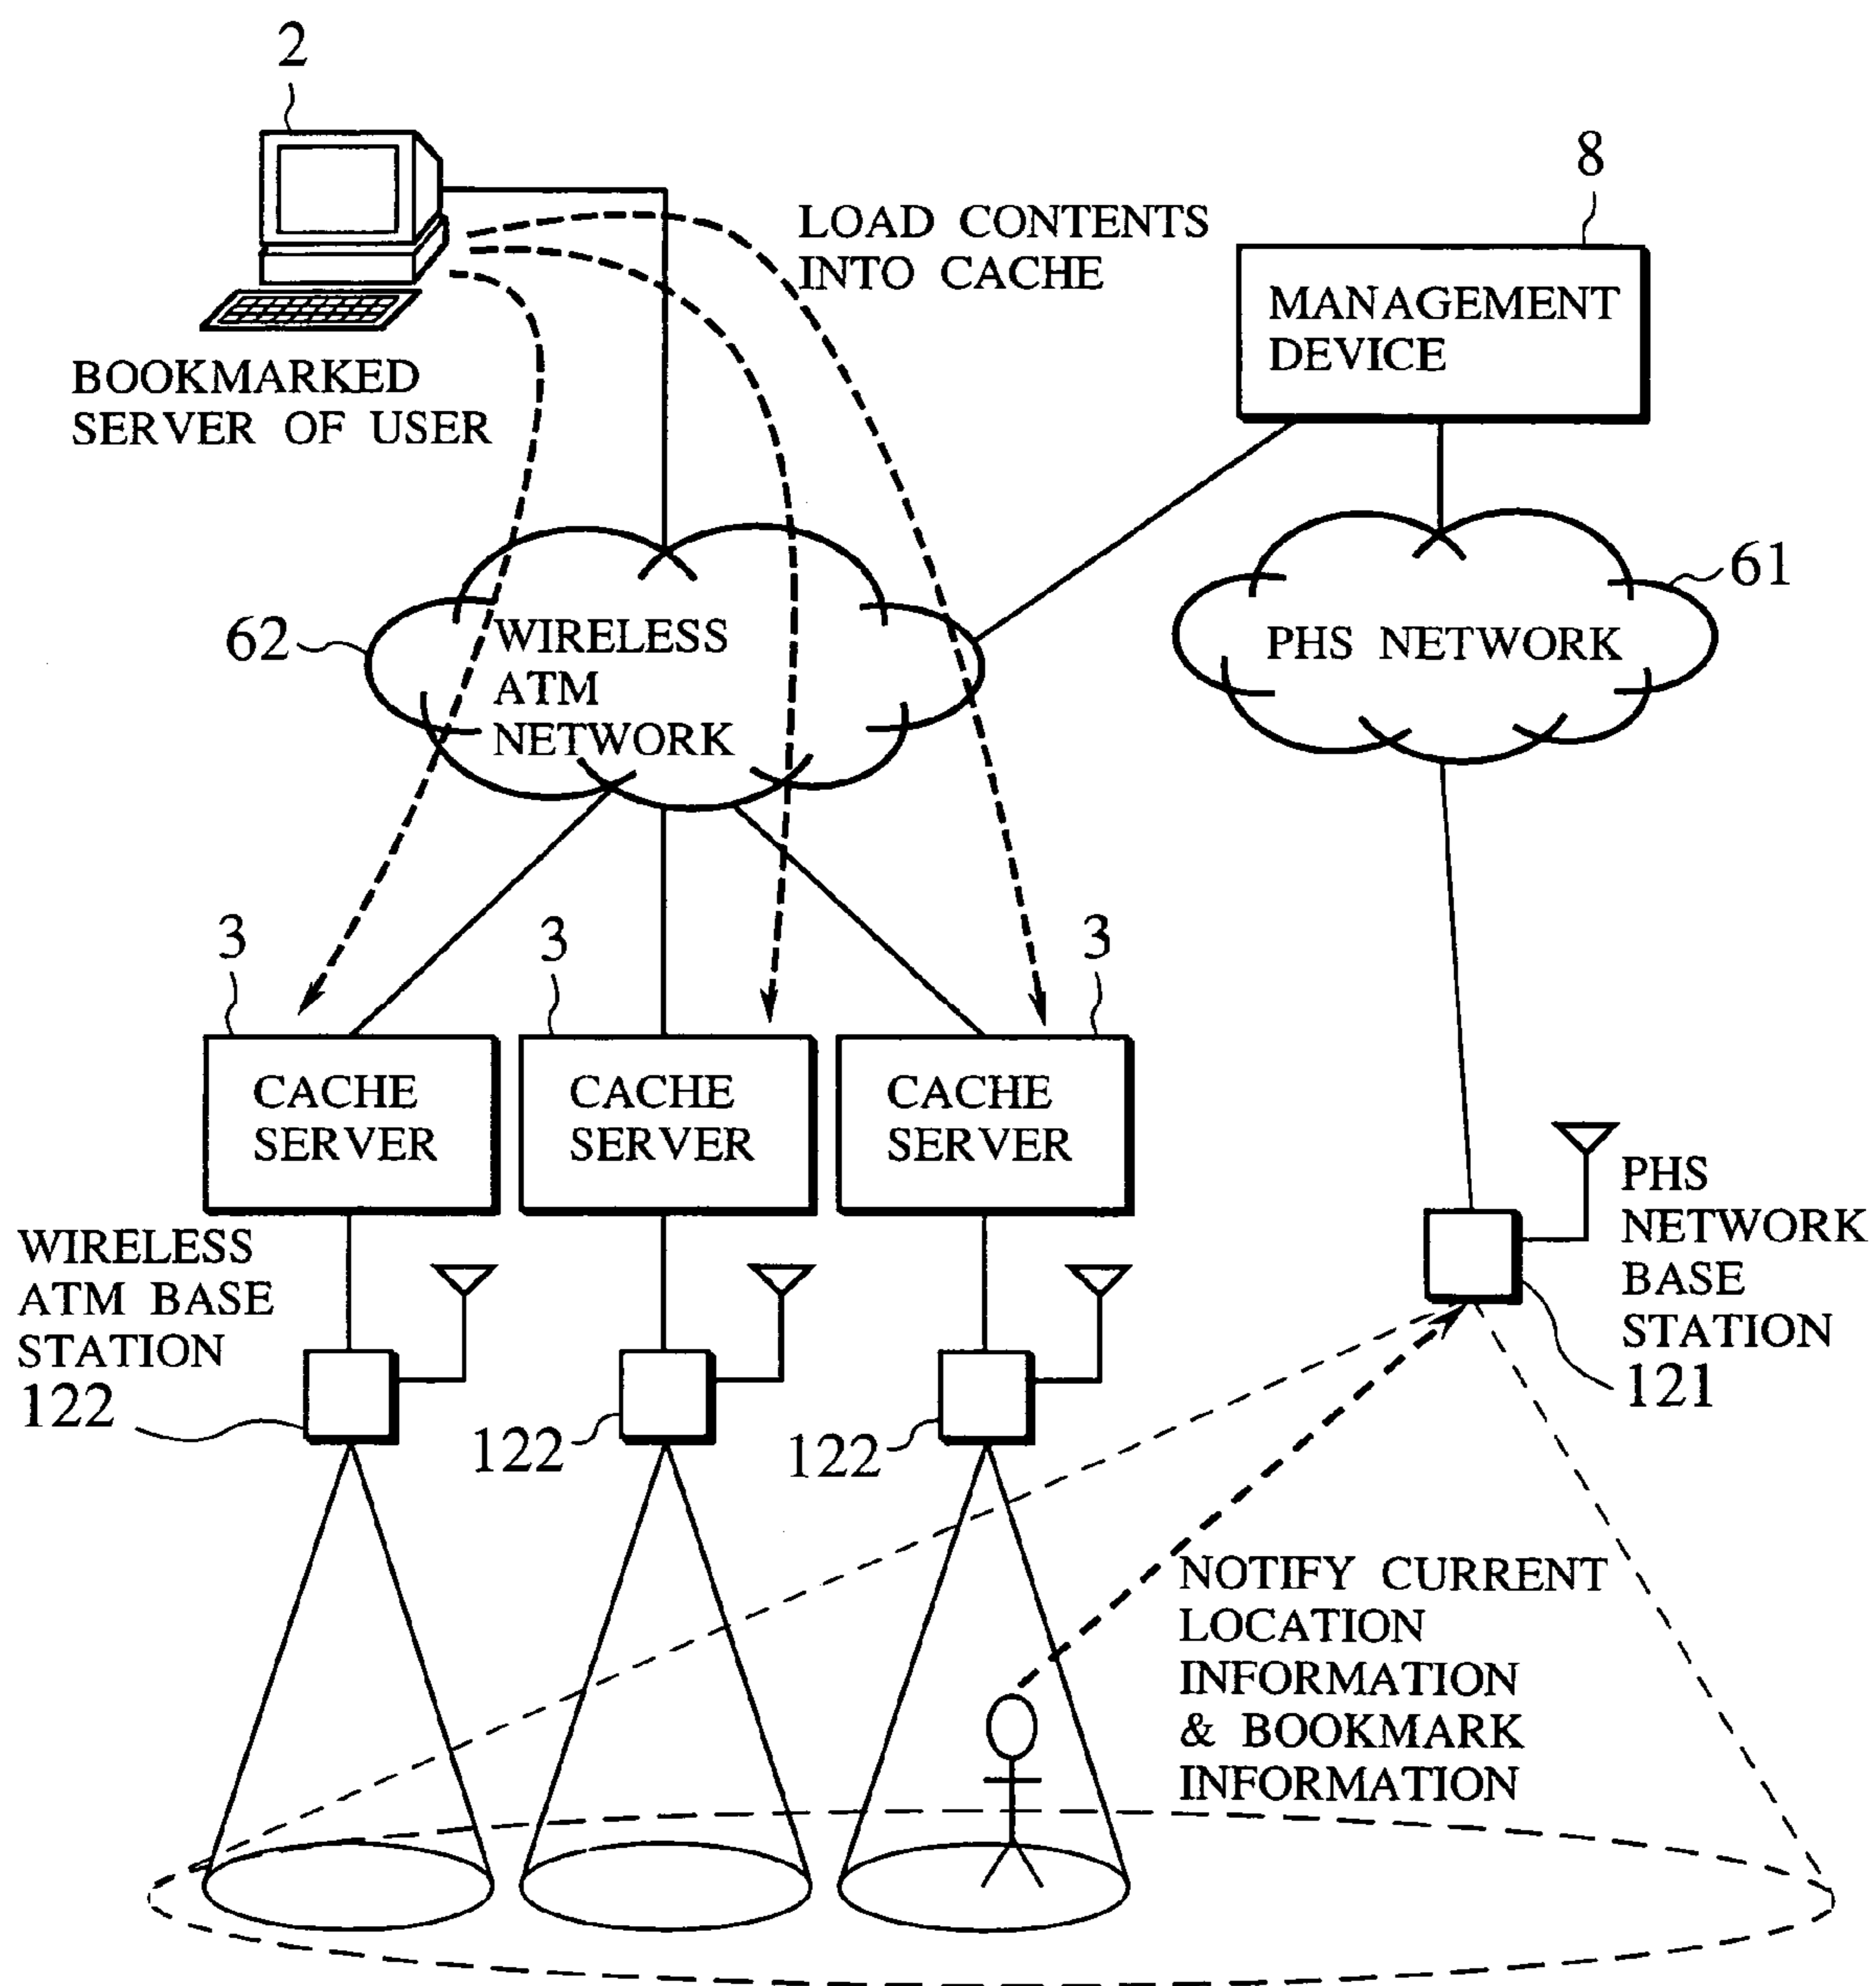 2
8
LOAD CONTENTS
INTO CACHE
MANAGEMENT
DEVICE
BOOKMARKED
SERVER OF USER
61
62
WIRELESS
ATM
NETWORK
PHS NETWORK
3
3
3
CACHE
SERVER
CACHE
SERVER
CACHE
SERVER
PHS
NETWORK
BASE
STATION
121
WIRELESS
ATM BASE
STATION
122
122
122
NOTIFY CURRENT
LOCATION
INFORMATION
& BOOKMARK
INFORMATION